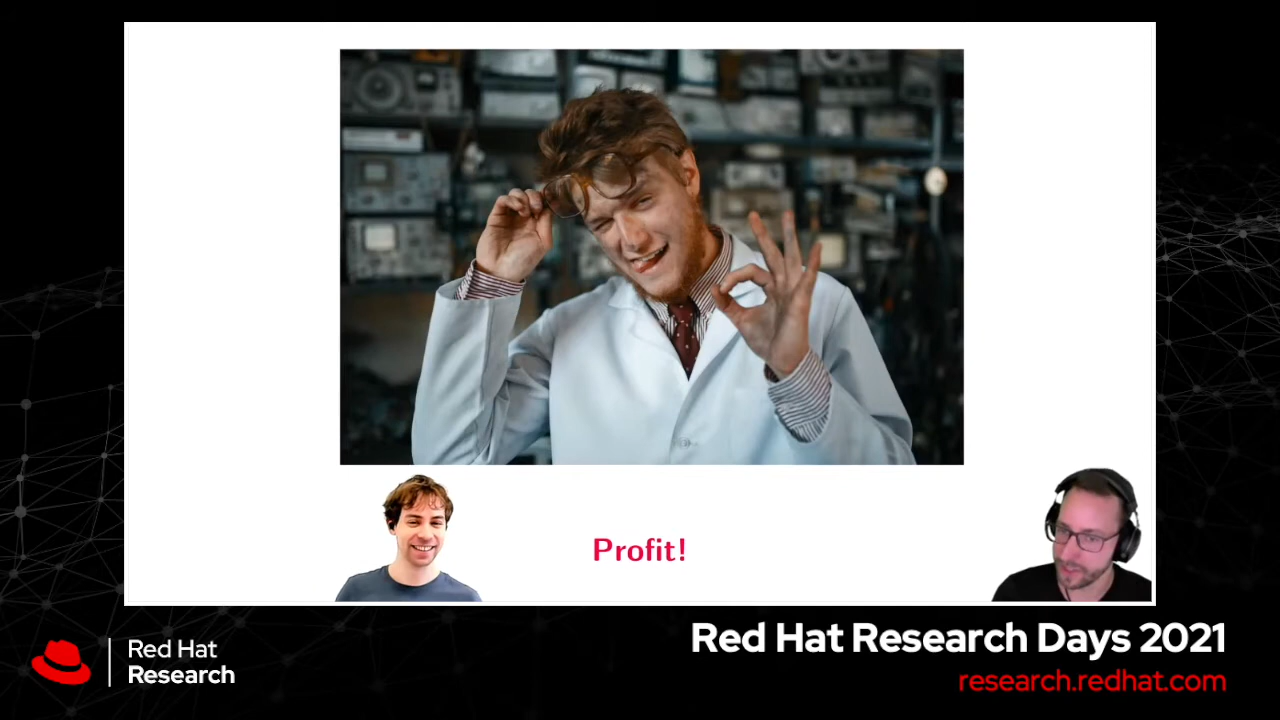 Profit!
Red Hat
Research
Red Hat Research Days 2021
research.redhat.com